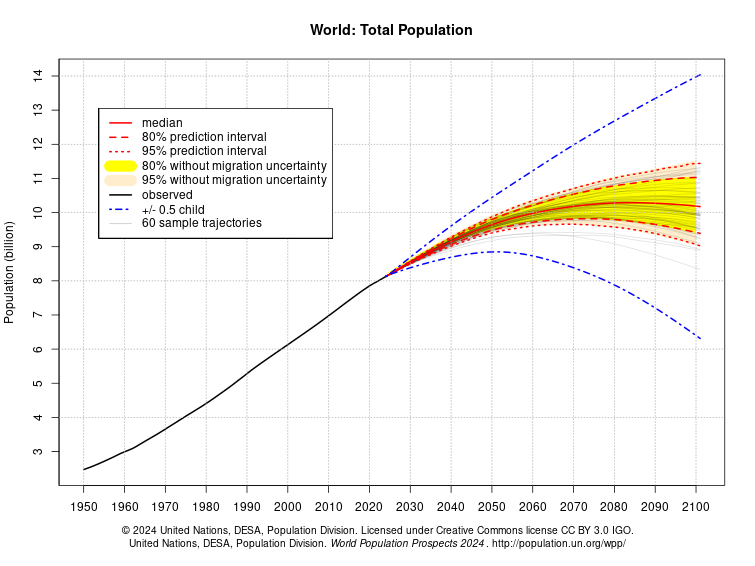 World: Total Population
14
13
12
11
10
9
8
7
6
5
4
3
Population (billion)
median
80% prediction interval
95% prediction interval
80% without migration uncertainty
95% without migration uncertainty
observed
+/- 0.5 child
60 sample trajectories
1950 1960 1970 1980 1990 2000 2010 2020 2030 2040 2050 2060 2070 2080 2090 2100
© 2024 United Nations, DESA, Population Division. Licensed under Creative Commons license CC BY 3.0 IGO.
United Nations, DESA, Population Division. World Population Prospects 2024. http://population.un.org/wpp/